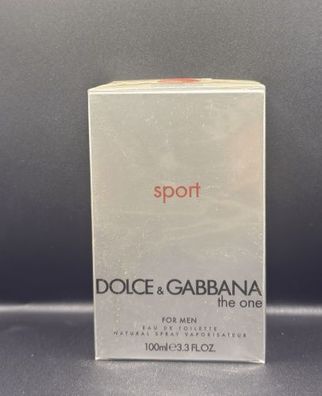 sport
DOLCE & GABBANA
the one
FOR MEN
EAU DE TOILETTE
NATURAL SPRAY VAPORISATEUR
100ml℮3.3 FL.OZ.